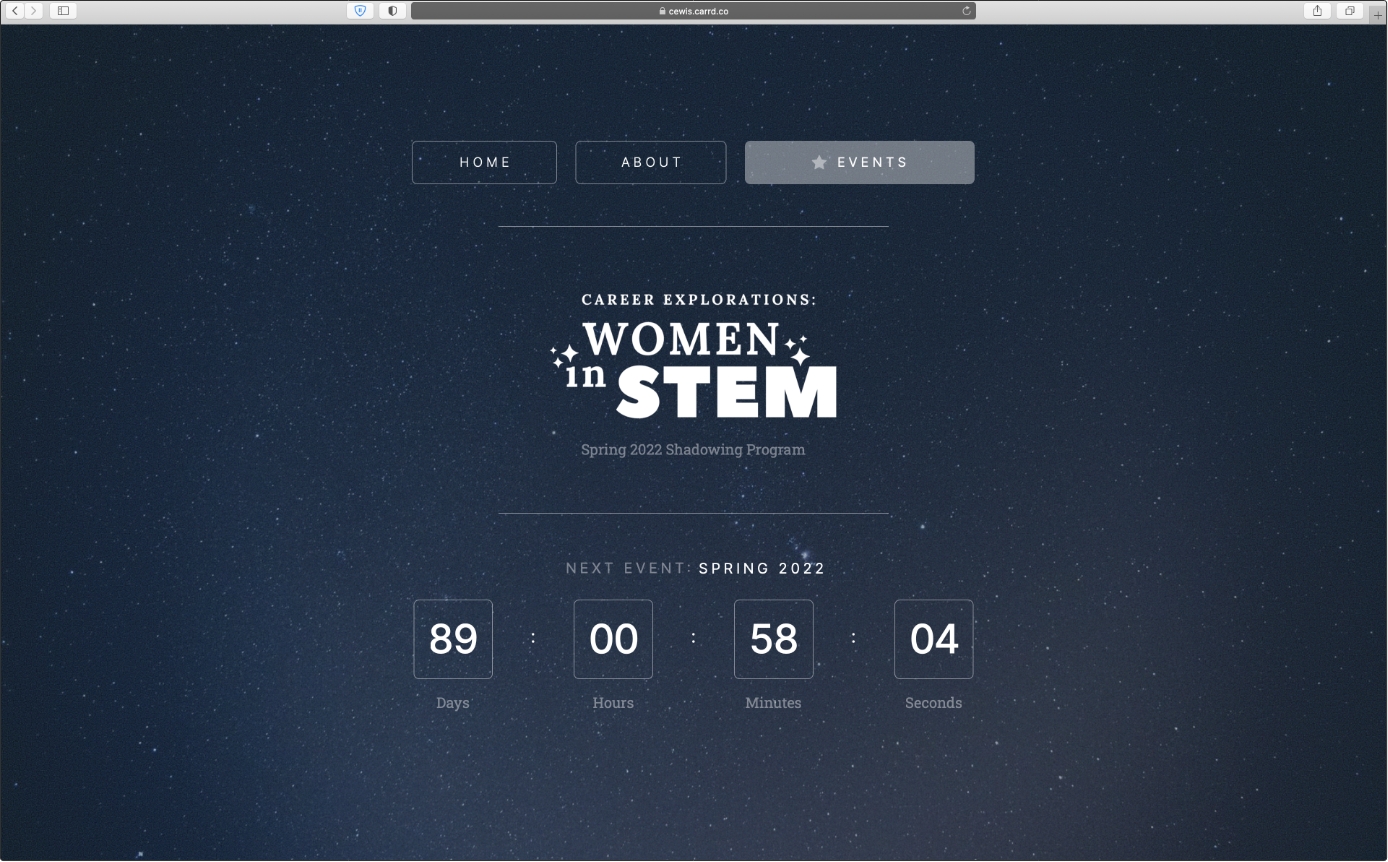 cewis.carrd.co
HOME ABOUT EVENTS
CAREER EXPLORATIONS:
WOMEN
in STEM
Spring 2022 Shadowing Program
NEXT EVENT: SPRING 2022
89 : 00 : 58 : 04
Days Hours Minutes Seconds